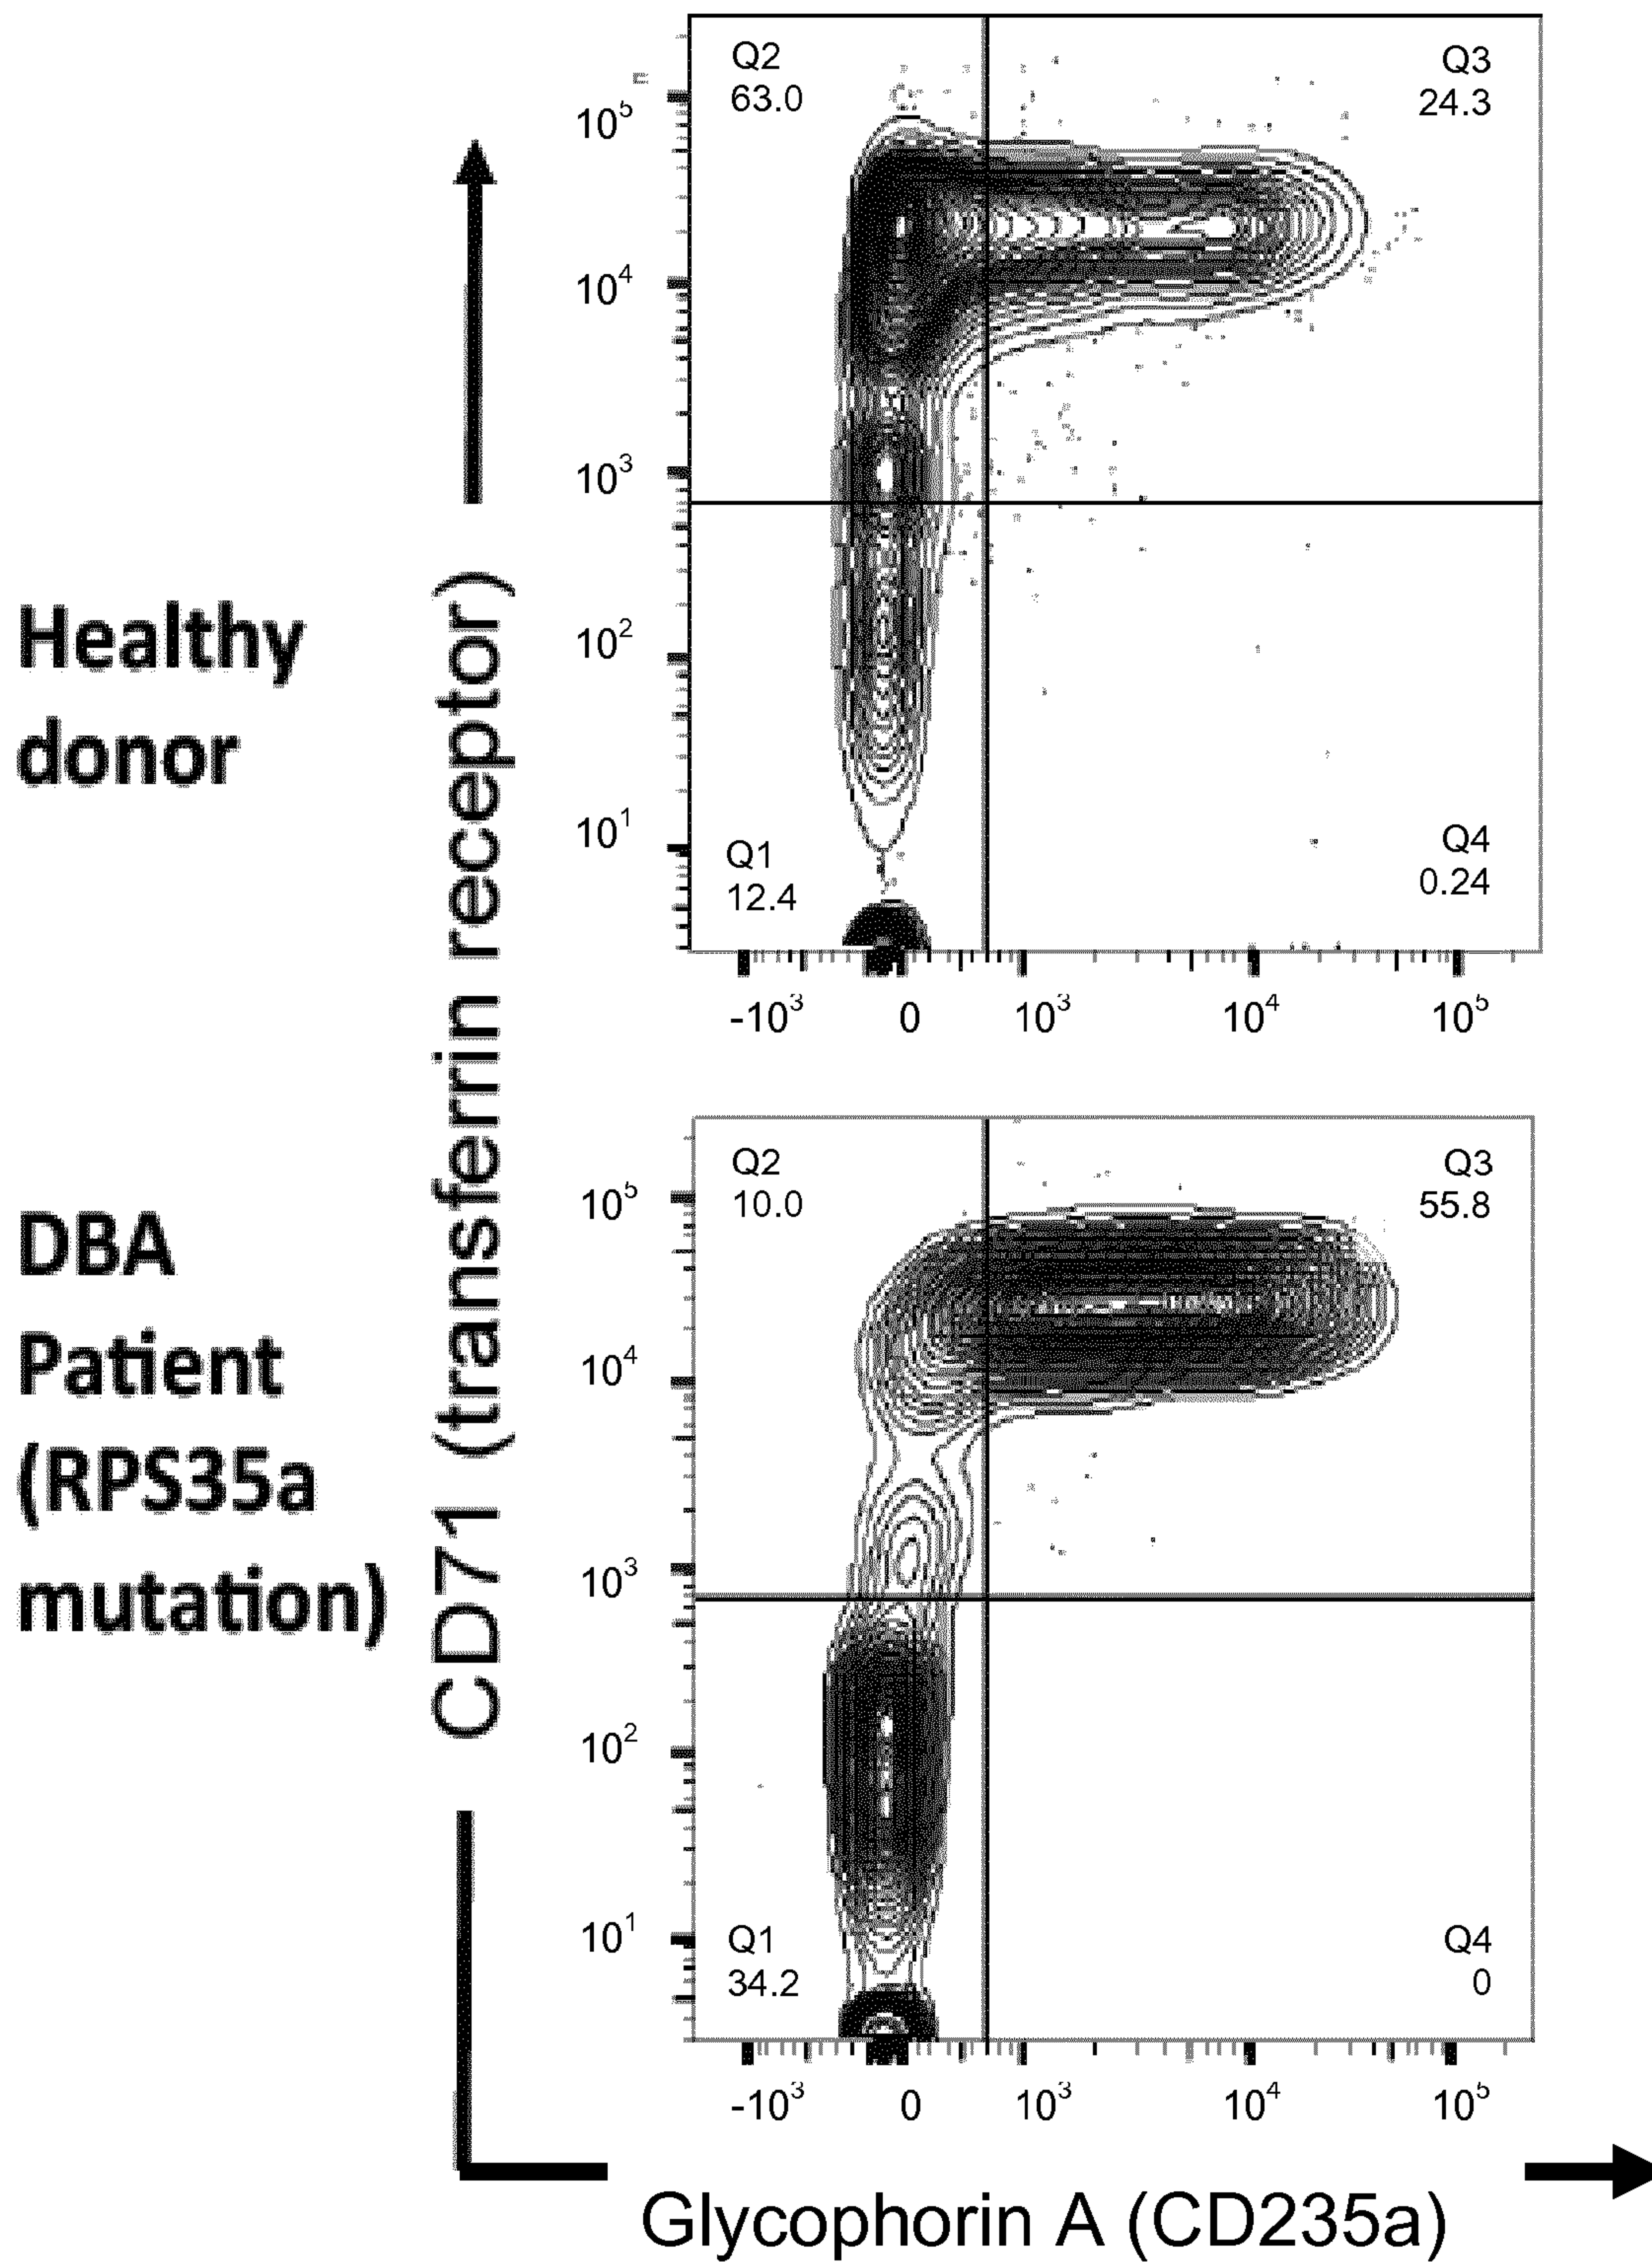 Healthy
donor
DBA
Patient
(RPS35a
mutation)
CD71 (transferrin receptor)
Q2
63.0
Q3
24.3
Q1
12.4
Q4
0.24
10⁵
10⁴
10³
10²
10¹
-10³ 0 10³ 10⁴ 10⁵
Q2
10.0
Q3
55.8
Q1
34.2
Q4
0
10⁵
10⁴
10³
10²
10¹
-10³ 0 10³ 10⁴ 10⁵
Glycophorin A (CD235a)